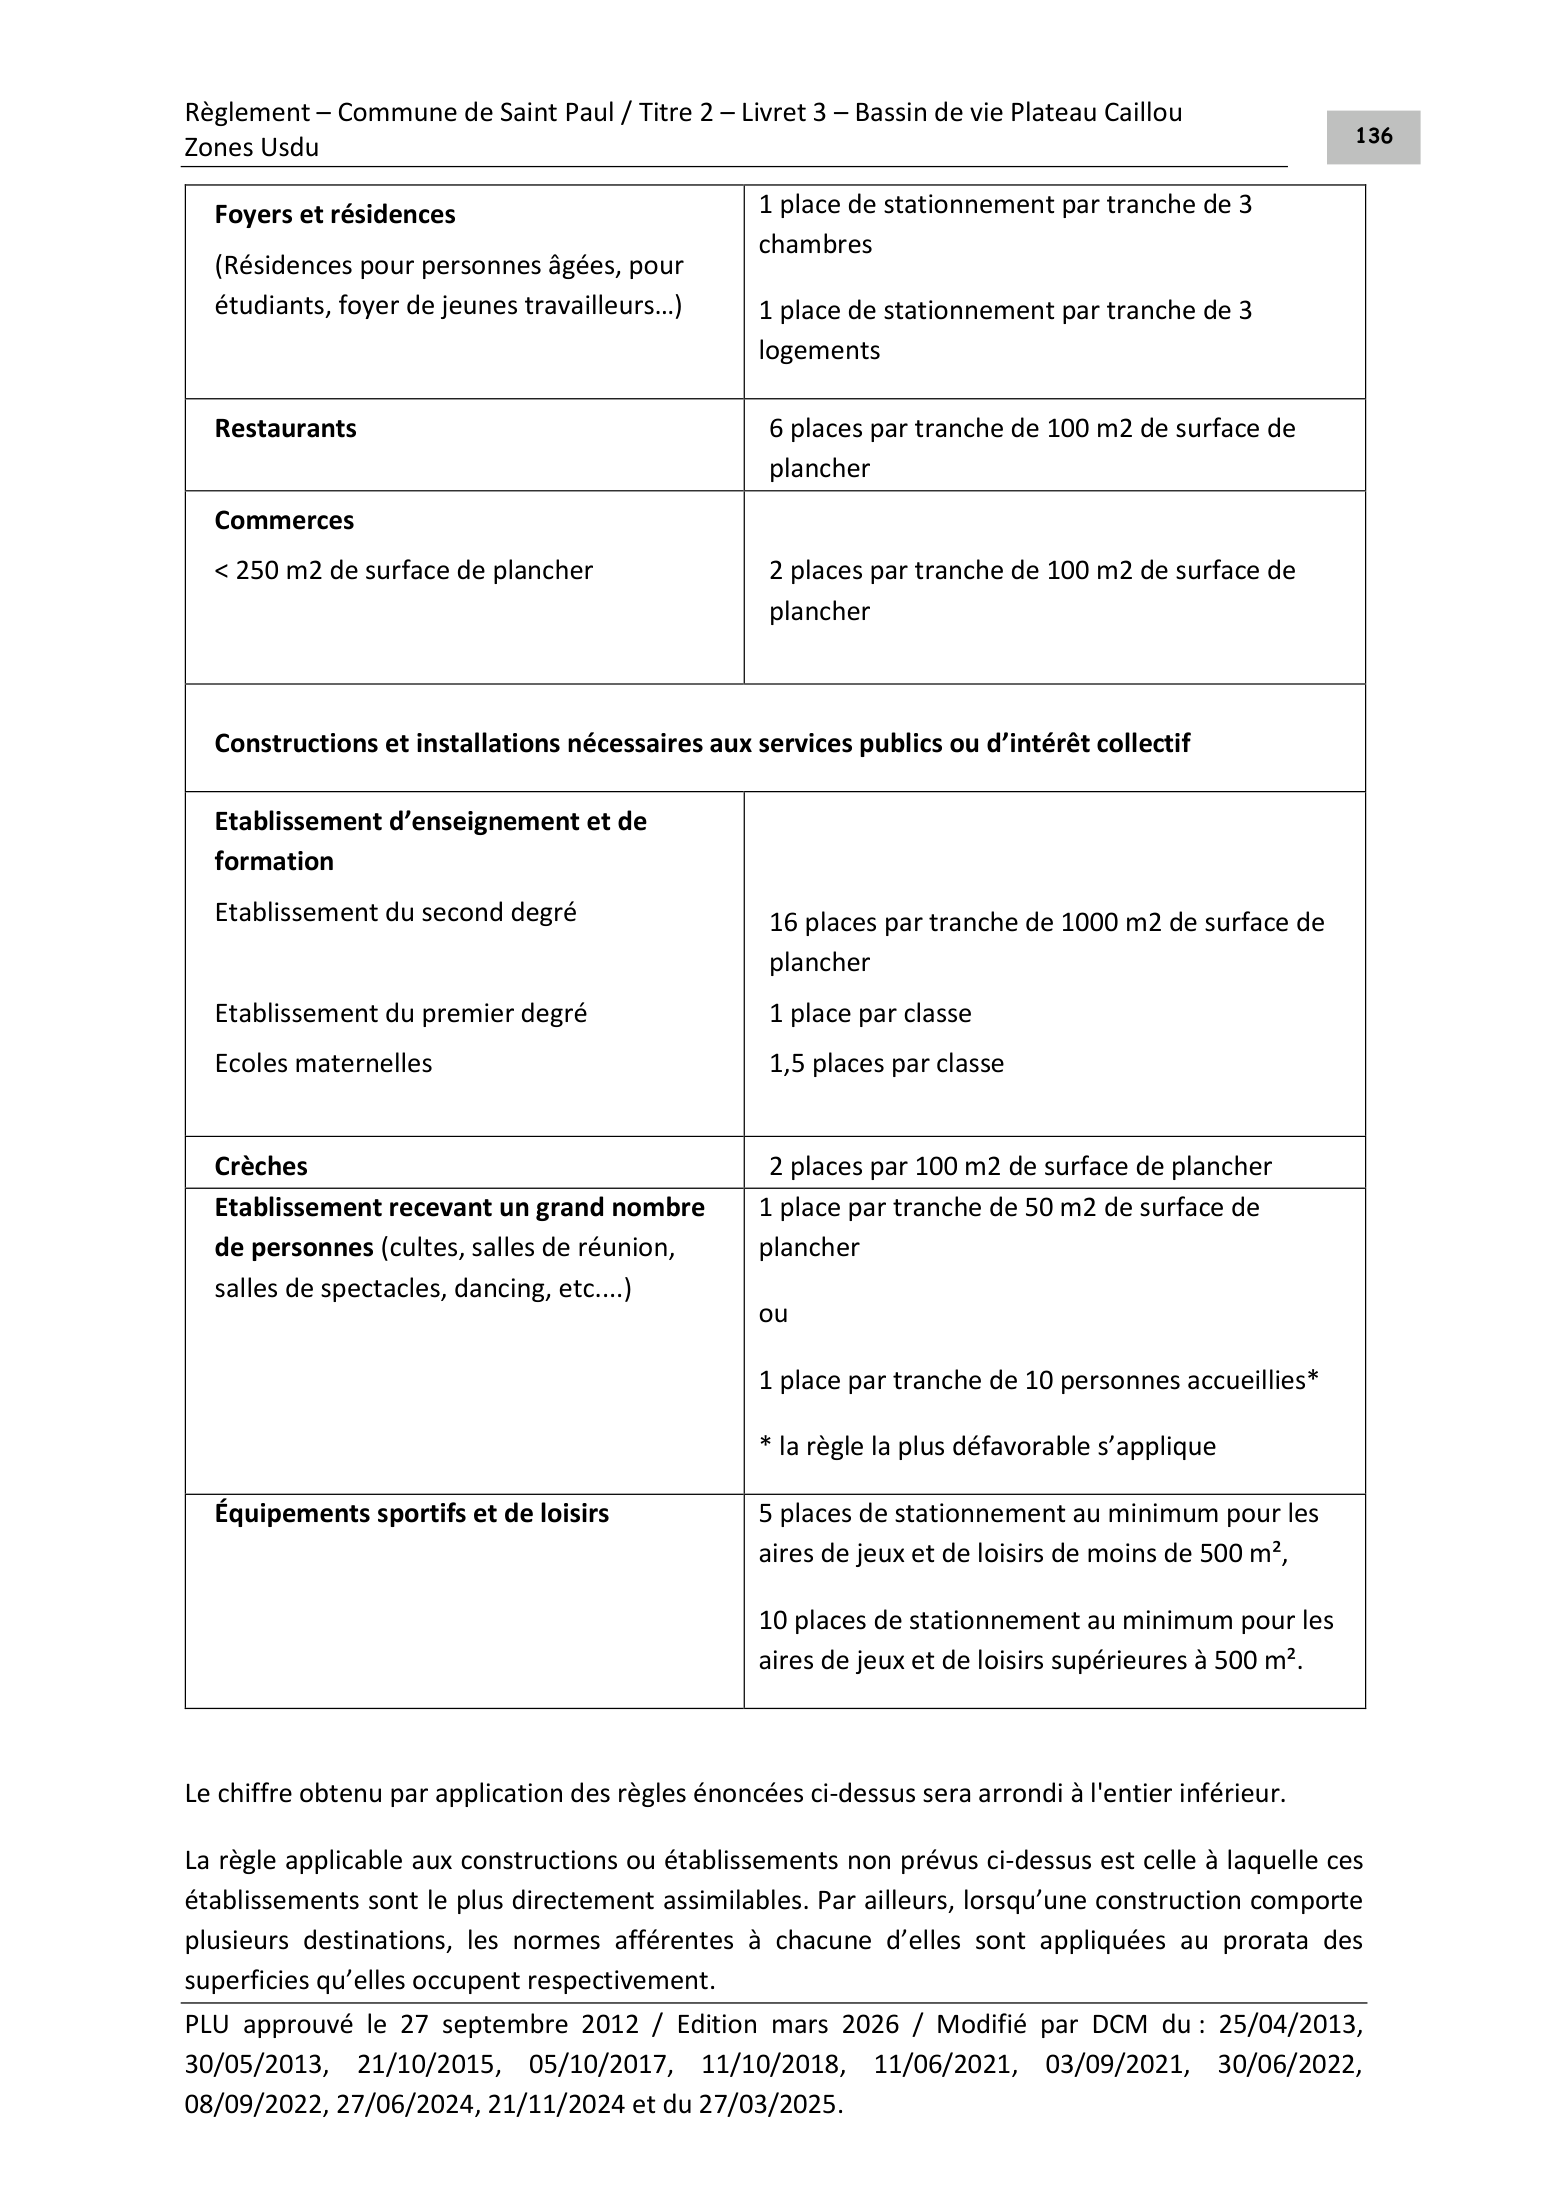 Règlement – Commune de Saint Paul / Titre 2 – Livret 3 – Bassin de vie Plateau Caillou
Zones Usdu
136
Foyers et résidences
(Résidences pour personnes âgées, pour
étudiants, foyer de jeunes travailleurs…)
1 place de stationnement par tranche de 3
chambres
1 place de stationnement par tranche de 3
logements
Restaurants
6 places par tranche de 100 m2 de surface de
plancher
Commerces
< 250 m2 de surface de plancher
2 places par tranche de 100 m2 de surface de
plancher
Constructions et installations nécessaires aux services publics ou d’intérêt collectif
Etablissement d’enseignement et de
formation
Etablissement du second degré
16 places par tranche de 1000 m2 de surface de
plancher
Etablissement du premier degré
1 place par classe
Ecoles maternelles
1,5 places par classe
Crèches
2 places par 100 m2 de surface de plancher
Etablissement recevant un grand nombre
de personnes (cultes, salles de réunion,
salles de spectacles, dancing, etc....)
1 place par tranche de 50 m2 de surface de
plancher
ou
1 place par tranche de 10 personnes accueillies*
* la règle la plus défavorable s’applique
Équipements sportifs et de loisirs
5 places de stationnement au minimum pour les
aires de jeux et de loisirs de moins de 500 m²,
10 places de stationnement au minimum pour les
aires de jeux et de loisirs supérieures à 500 m².
Le chiffre obtenu par application des règles énoncées ci-dessus sera arrondi à l'entier inférieur.
La règle applicable aux constructions ou établissements non prévus ci-dessus est celle à laquelle ces
établissements sont le plus directement assimilables. Par ailleurs, lorsqu’une construction comporte
plusieurs destinations, les normes afférentes à chacune d’elles sont appliquées au prorata des
superficies qu’elles occupent respectivement.
PLU approuvé le 27 septembre 2012 / Edition mars 2026 / Modifié par DCM du : 25/04/2013,
30/05/2013, 21/10/2015, 05/10/2017, 11/10/2018, 11/06/2021, 03/09/2021, 30/06/2022,
08/09/2022, 27/06/2024, 21/11/2024 et du 27/03/2025.